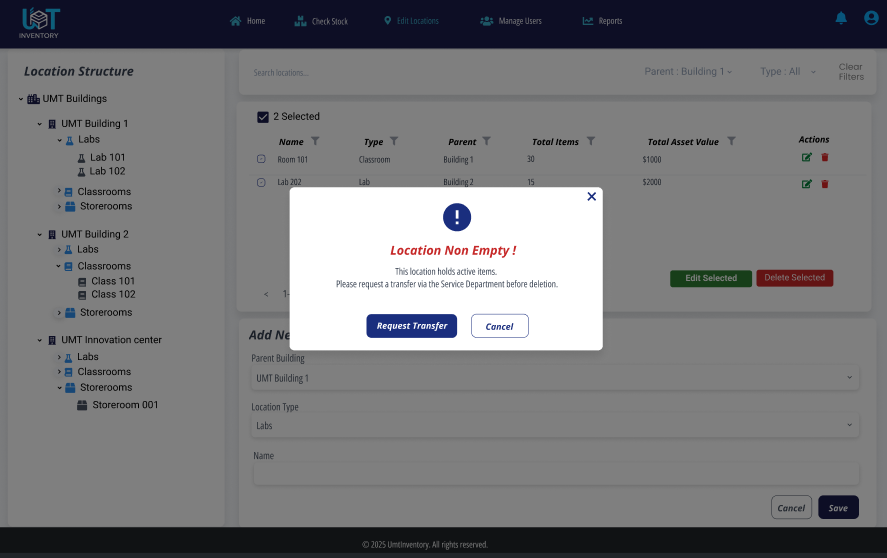 UMT
INVENTORY
Home
Check Stock
Edit Locations
Manage Users
Reports
Location Structure
UMT Buildings
UMT Building 1
Labs
Lab 101
Lab 102
Classrooms
Storerooms
UMT Building 2
Labs
Classrooms
Class 101
Class 102
Storerooms
UMT Innovation center
Labs
Classrooms
Storerooms
Storeroom 001
Search locations...
Parent : Building 1
Type : All
Clear
Filters
2 Selected
Name Type Parent Total Items Total Asset Value Actions
Room 101 Classroom Building 1 30 $1000
Lab 202 Lab Building 2 15 $2000
Location Non Empty !
This location holds active items.
Please request a transfer via the Service Department before deletion.
Request Transfer
Cancel
Edit Selected
Delete Selected
< 1-
Add Ne
Parent Building
UMT Building 1
Location Type
Labs
Name
Cancel
Save
© 2025 UmtInventory. All rights reserved.